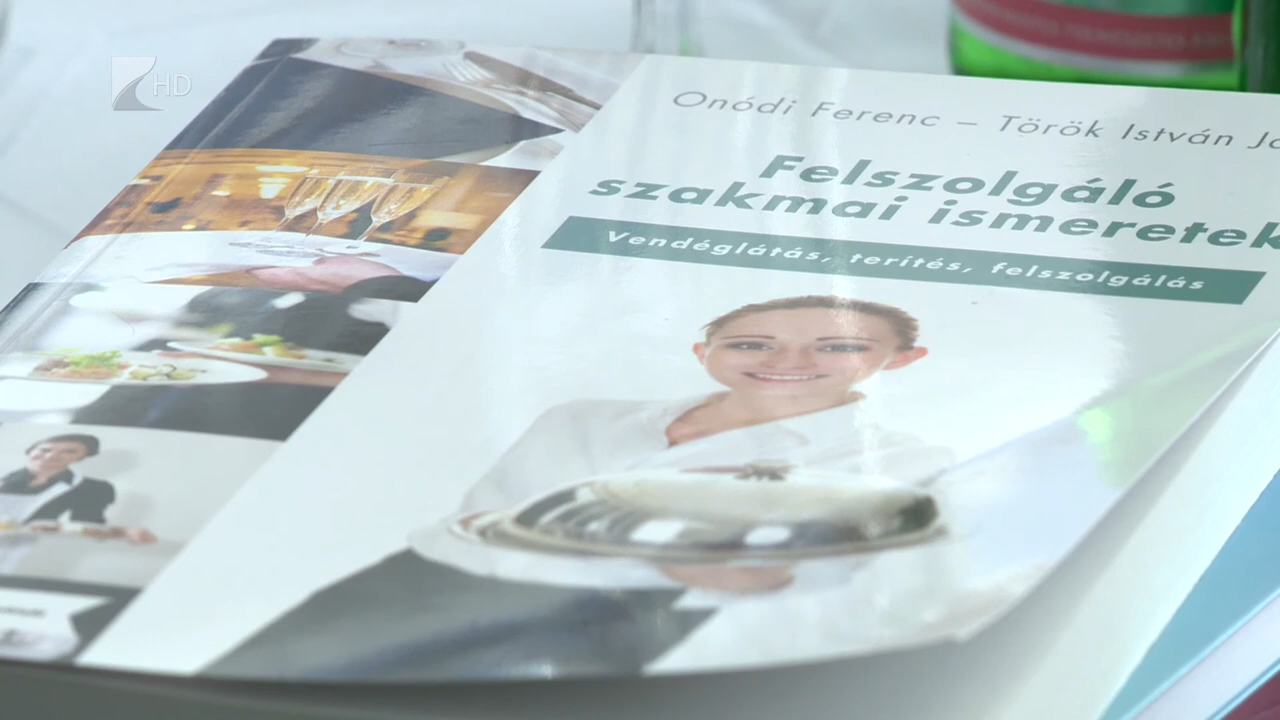 HD
Onódi Ferenc – Török István
Felszolgáló
szakmai ismeretek
Vendéglátás, terítés, felszolgálás